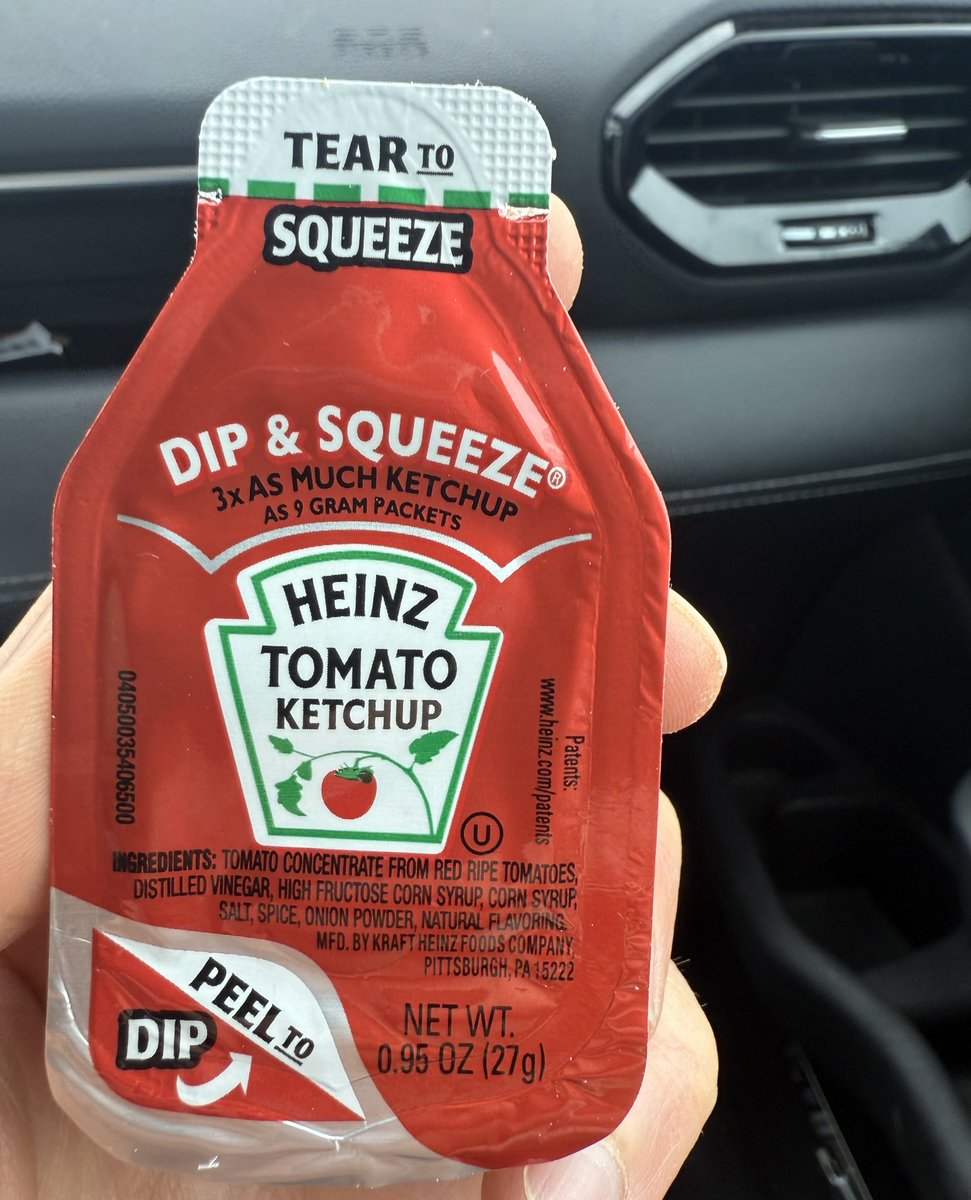 TEAR TO
SQUEEZE
DIP & SQUEEZE®
3x AS MUCH KETCHUP
AS 9 GRAM PACKETS
HEINZ
TOMATO
KETCHUP
04050035406500
Patents:
www.heinz.com/patents
U
INGREDIENTS: TOMATO CONCENTRATE FROM RED RIPE TOMATOES,
DISTILLED VINEGAR, HIGH FRUCTOSE CORN SYRUP, CORN SYRUP,
SALT, SPICE, ONION POWDER, NATURAL FLAVORING.
MFD. BY KRAFT HEINZ FOODS COMPANY,
PITTSBURGH, PA 15222
PEEL TO
DIP
NET WT.
0.95 OZ (27g)